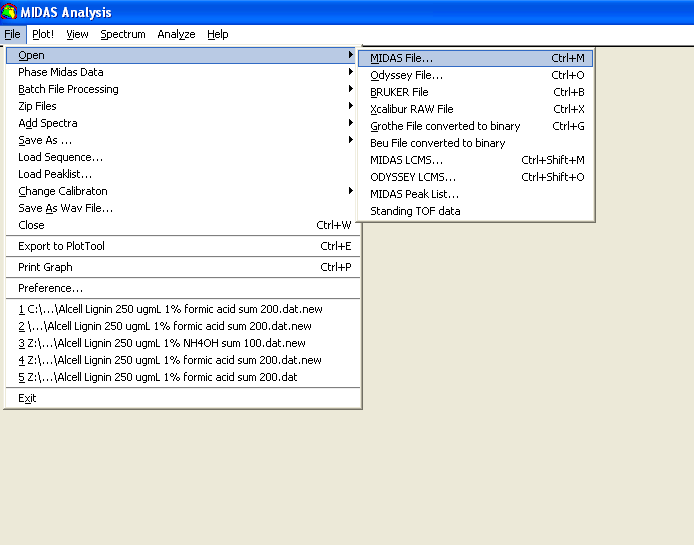 MIDAS Analysis
File Plot! View Spectrum Analyze Help
Open
Phase Midas Data
Batch File Processing
Zip Files
Add Spectra
Save As ...
Load Sequence...
Load Peaklist...
Change Calibraton
Save As Wav File...
Close Ctrl+W
Export to PlotTool Ctrl+E
Print Graph Ctrl+P
Preference...
1 C:\...\Alcell Lignin 250 ugmL 1% formic acid sum 200.dat.new
2 \...\Alcell Lignin 250 ugmL 1% formic acid sum 200.dat.new
3 Z:\...\Alcell Lignin 250 ugmL 1% NH4OH sum 100.dat.new
4 Z:\...\Alcell Lignin 250 ugmL 1% formic acid sum 200.dat.new
5 Z:\...\Alcell Lignin 250 ugmL 1% formic acid sum 200.dat
Exit
MIDAS File... Ctrl+M
Odyssey File... Ctrl+O
BRUKER File Ctrl+B
Xcalibur RAW File Ctrl+X
Grothe File converted to binary Ctrl+G
Beu File converted to binary
MIDAS LCMS... Ctrl+Shift+M
ODYSSEY LCMS... Ctrl+Shift+O
MIDAS Peak List...
Standing TOF data